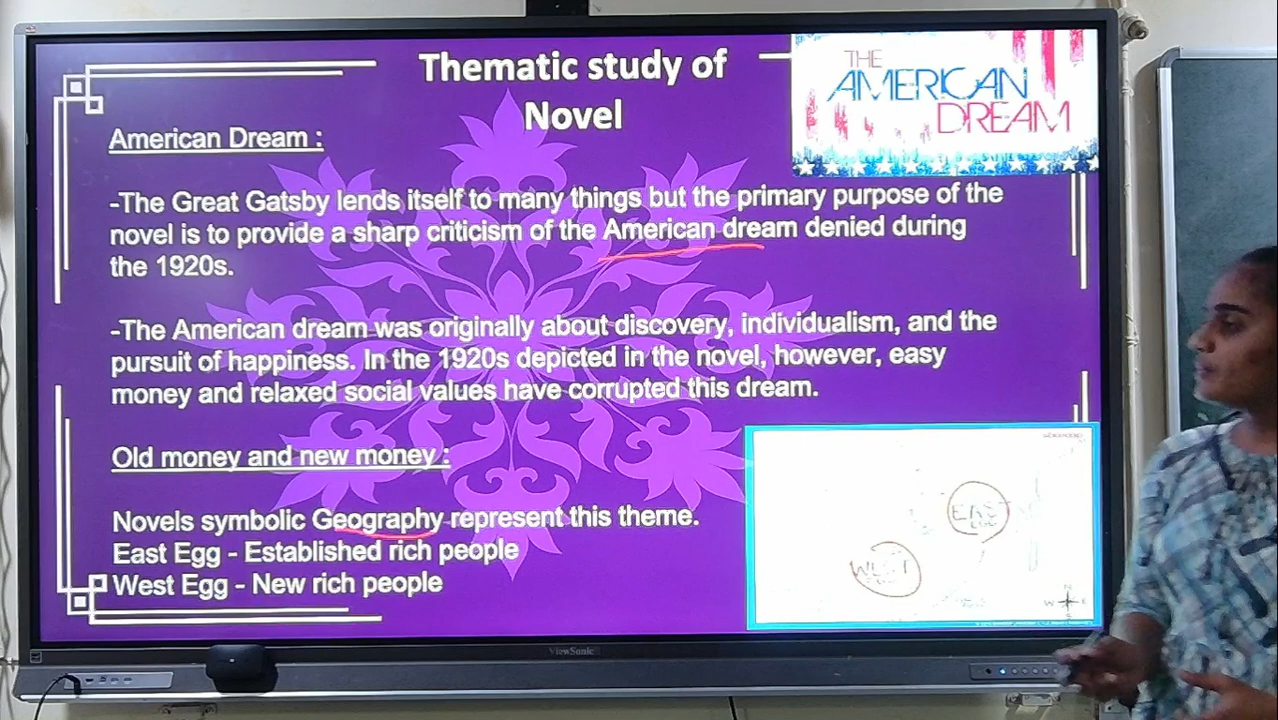 Thematic study of
Novel
THE
AMERICAN
DREAM
American Dream :
-The Great Gatsby lends itself to many things but the primary purpose of the
novel is to provide a sharp criticism of the American dream denied during
the 1920s.
-The American dream was originally about discovery, individualism, and the
pursuit of happiness. In the 1920s depicted in the novel, however, easy
money and relaxed social values have corrupted this dream.
Old money and new money :
Novels symbolic Geography represent this theme.
East Egg - Established rich people
West Egg - New rich people
EAST
EGG
WEST
W
E
S
ViewSonic